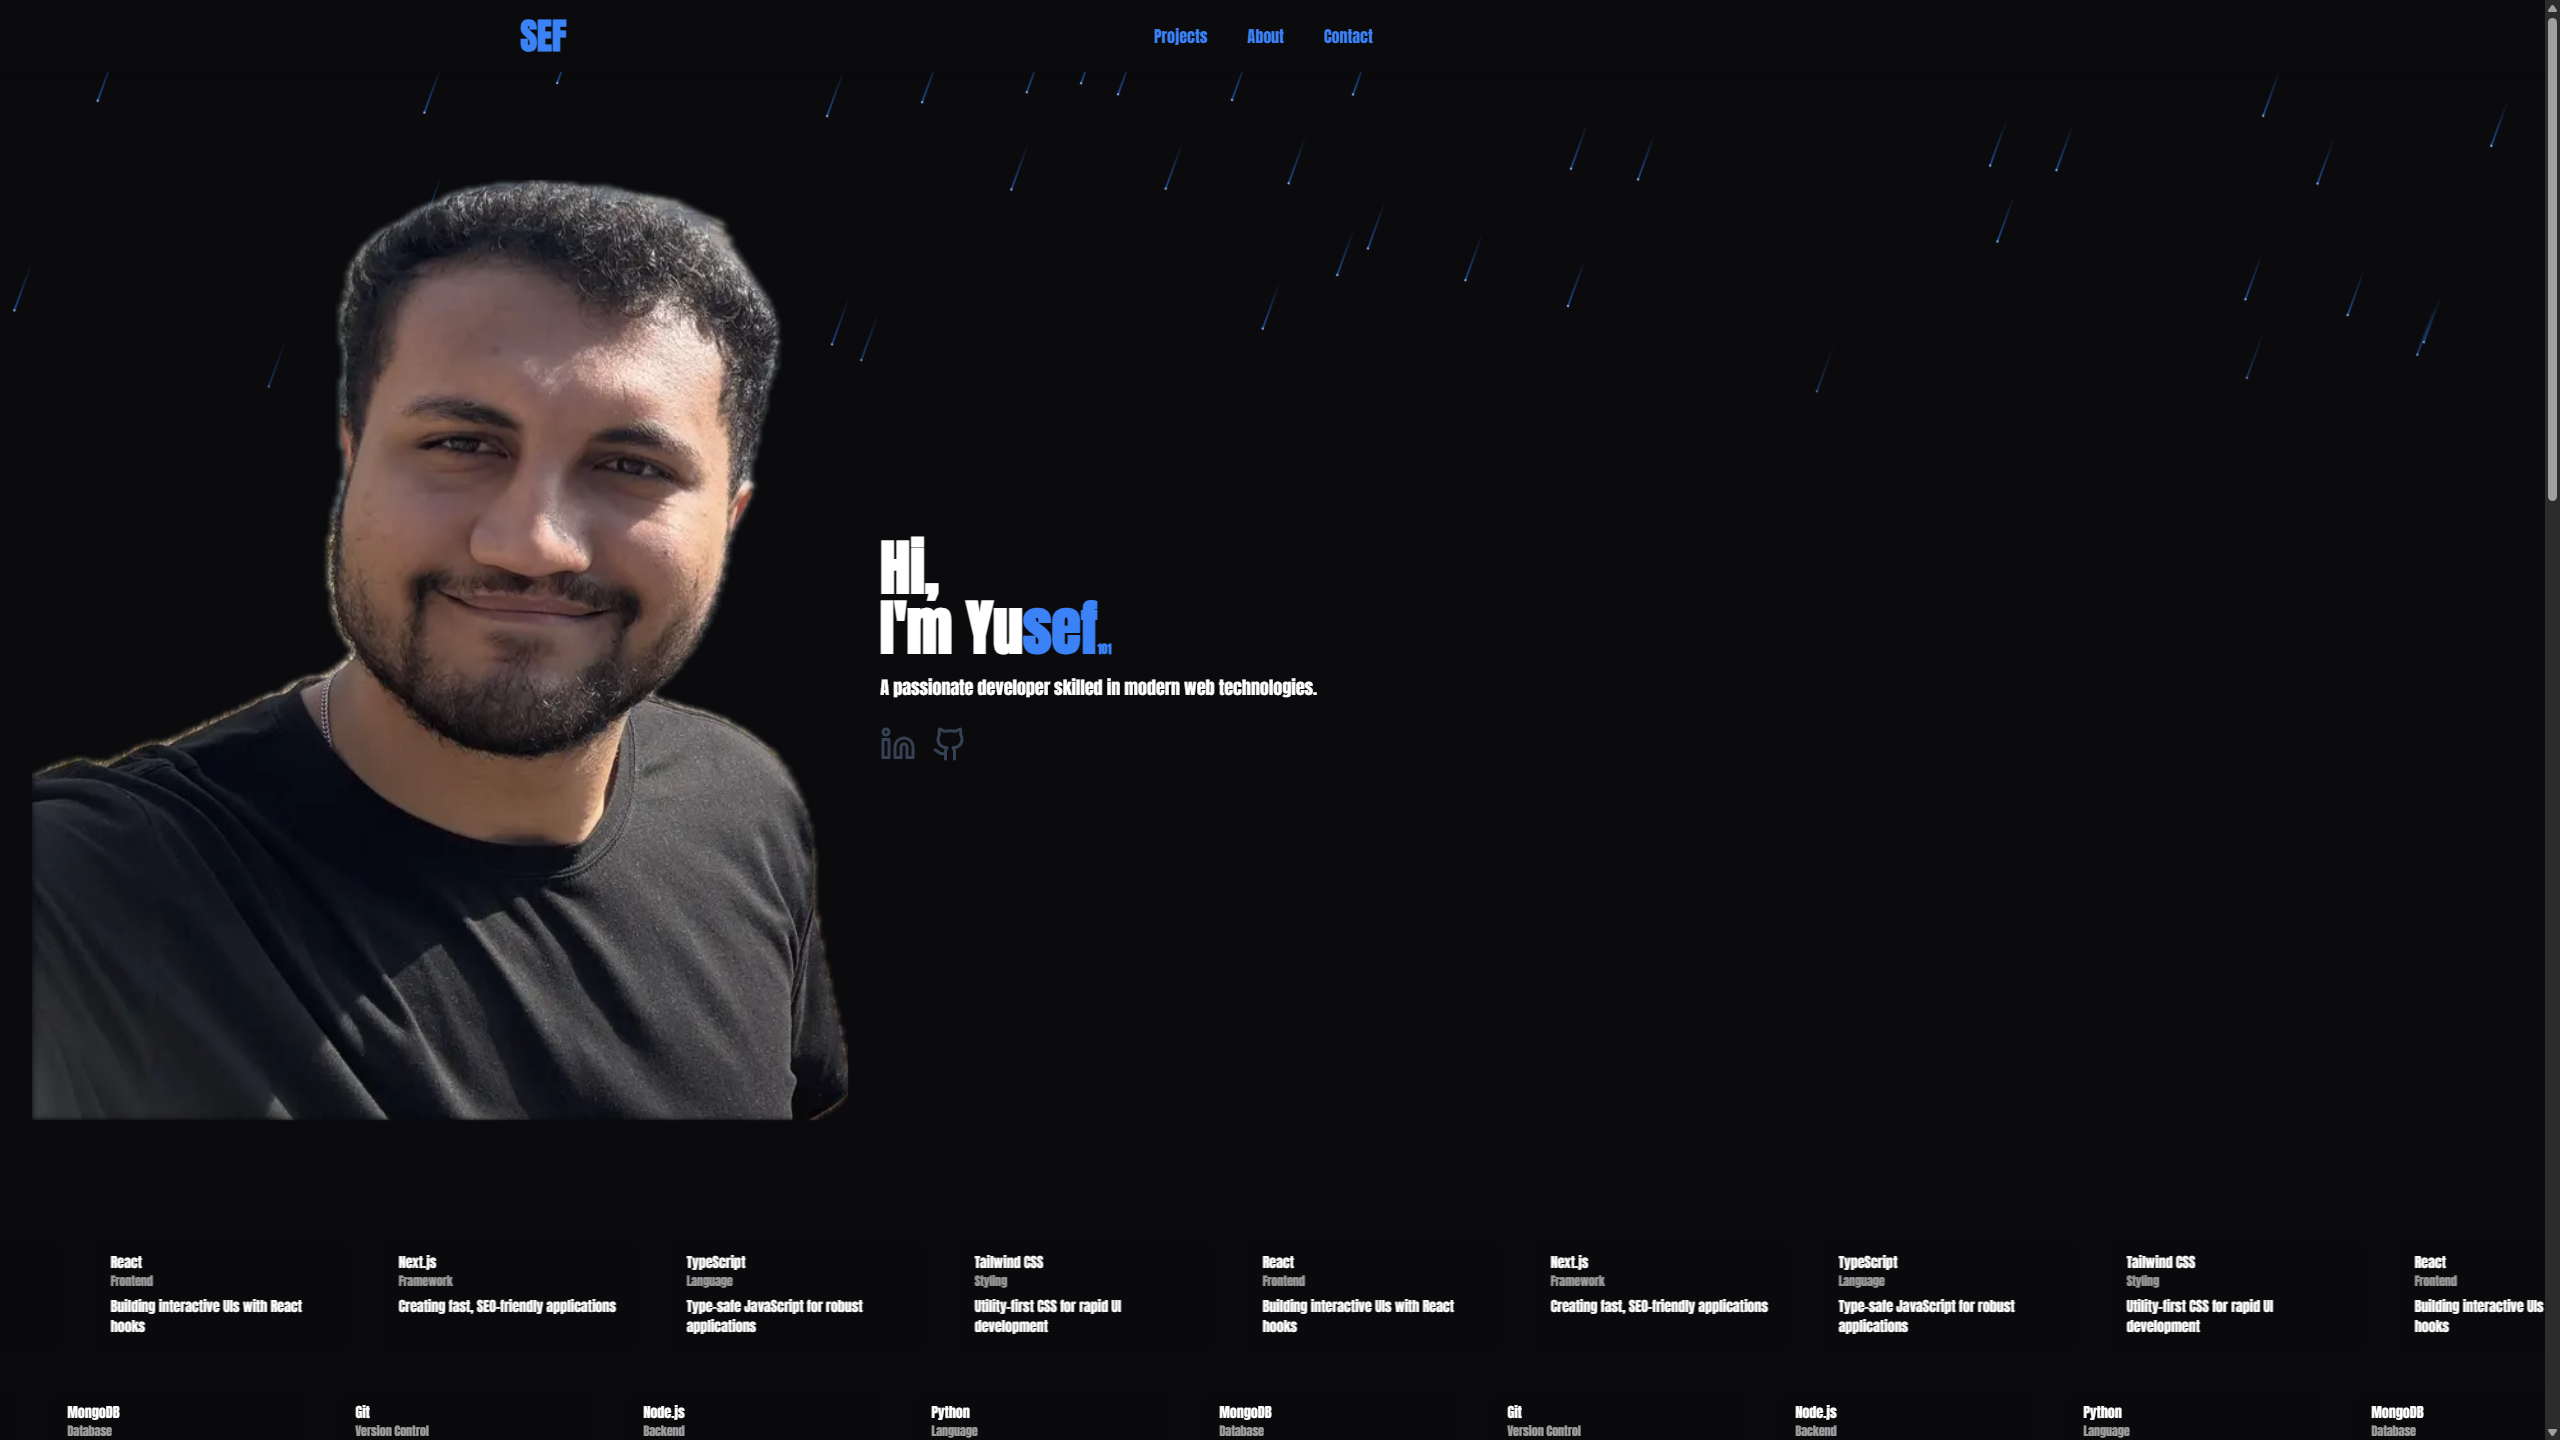 SEF
Projects About Contact
Hi,
I'm Yusef101
A passionate developer skilled in modern web technologies.
in
React Next.js TypeScript Tailwind CSS React Next.js TypeScript Tailwind CSS React
Frontend Framework Language Styling Frontend Framework Language Styling Frontend
Building interactive UIs with React Creating fast, SEO-friendly applications Type-safe JavaScript for robust Utility-first CSS for rapid UI Building interactive UIs with React Creating fast, SEO-friendly applications Type-safe JavaScript for robust Utility-first CSS for rapid UI Building interactive UIs
hooks applications development hooks applications development hooks
MongoDB Git Node.js Python MongoDB Git Node.js Python MongoDB
Database Version Control Backend Language Database Version Control Backend Language Database